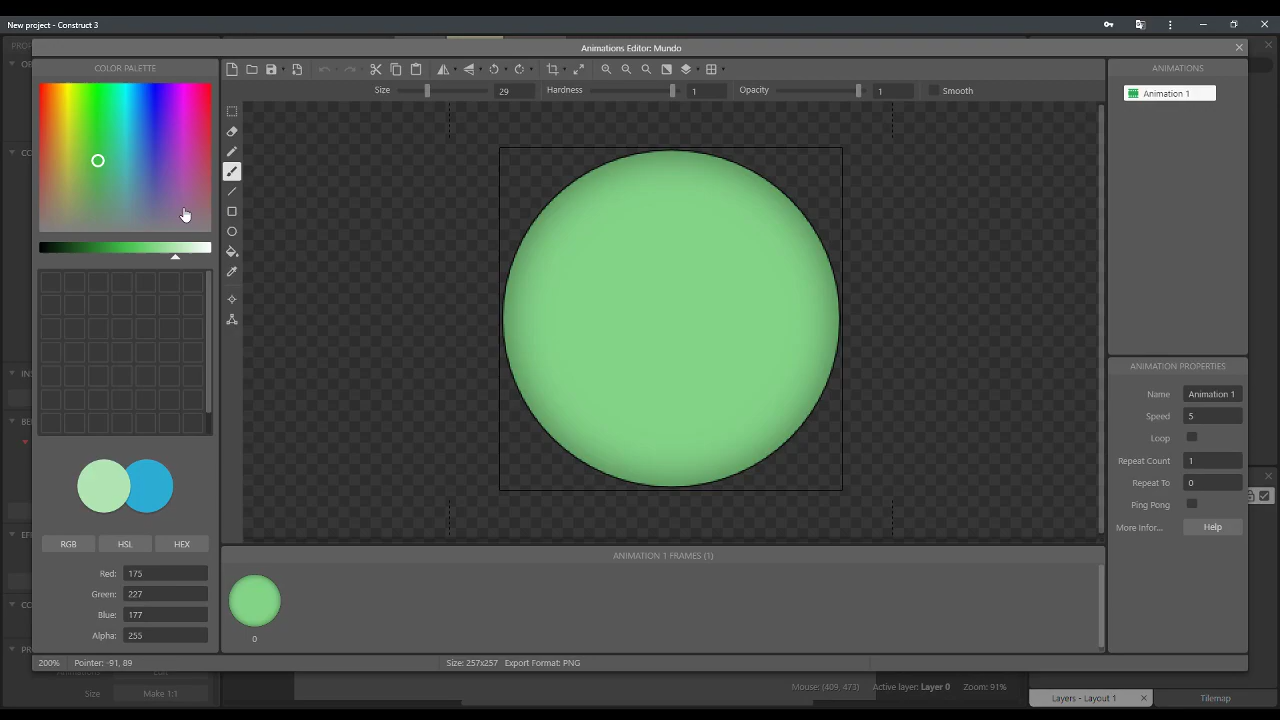 New project - Construct 3
Animations Editor: Mundo
COLOR PALETTE
Size 29 Hardness 1 Opacity 1 Smooth
ANIMATIONS
Animation 1
RGB HSL HEX
Red: 175
Green: 227
Blue: 177
Alpha: 255
ANIMATION 1 FRAMES (1)
0
ANIMATION PROPERTIES
Name Animation 1
Speed 5
Loop
Repeat Count 1
Repeat To 0
Ping Pong
More Infor... Help
200% Pointer: -91, 89 Size: 257x257 Export Format: PNG
Size Make 1:1
Mouse: (409, 473) Active layer: Layer 0 Zoom: 91%
Layers - Layout 1 Tilemap